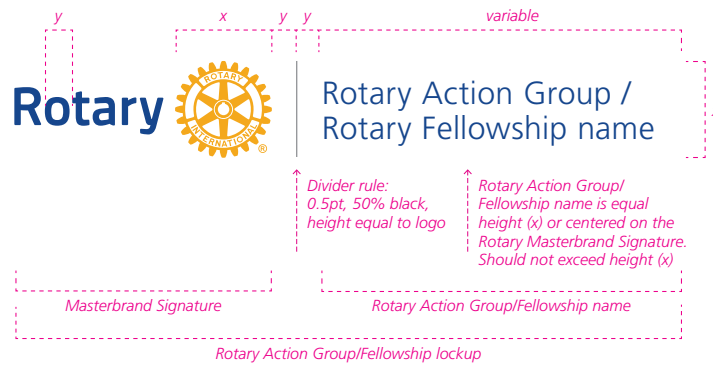 y
x
y
y
variable
Rotary
ROTARY
INTERNATIONAL
®
Rotary Action Group /
Rotary Fellowship name
Divider rule:
0.5pt, 50% black,
height equal to logo
Rotary Action Group/
Fellowship name is equal
height (x) or centered on the
Rotary Masterbrand Signature.
Should not exceed height (x)
Masterbrand Signature
Rotary Action Group/Fellowship name
Rotary Action Group/Fellowship lockup